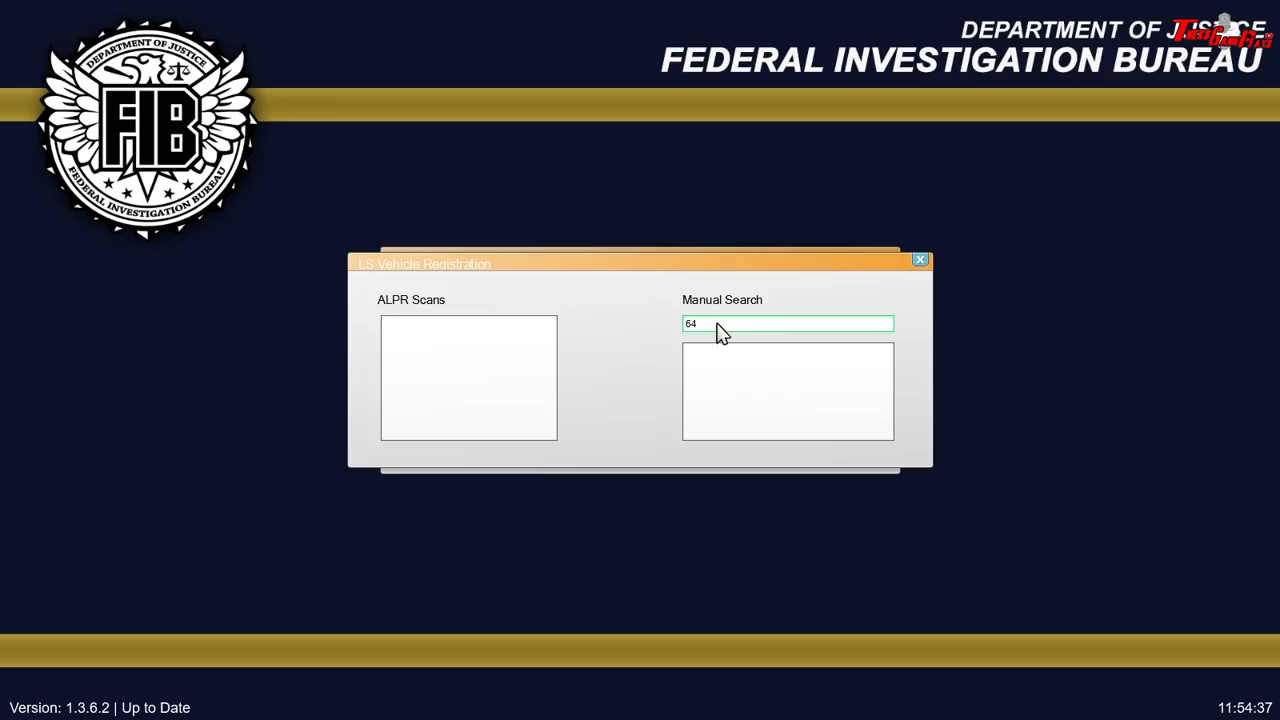 DEPARTMENT OF JUSTICE
FEDERAL INVESTIGATION BUREAU
DEPARTMENT OF JUSTICE
FIB
FEDERAL INVESTIGATION BUREAU
LS Vehicle Registration
ALPR Scans
Manual Search
64
Version: 1.3.6.2 | Up to Date
11:54:37